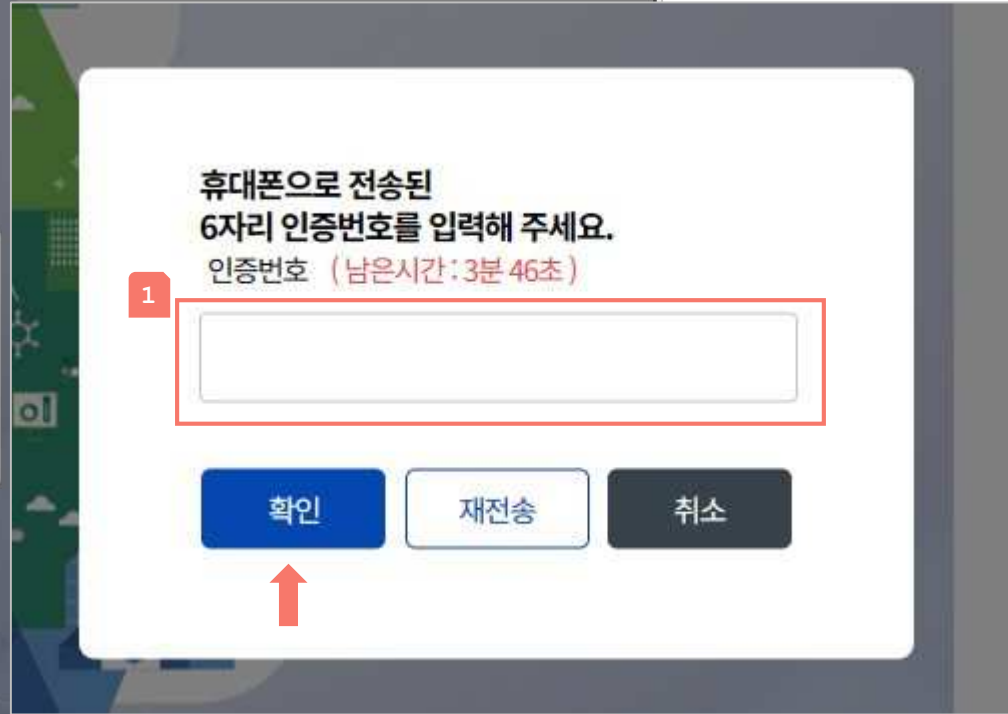 휴대폰으로 전송된
6자리 인증번호를 입력해 주세요.
인증번호 ( 남은시간 : 3분 46초 )
1
확인 재전송 취소